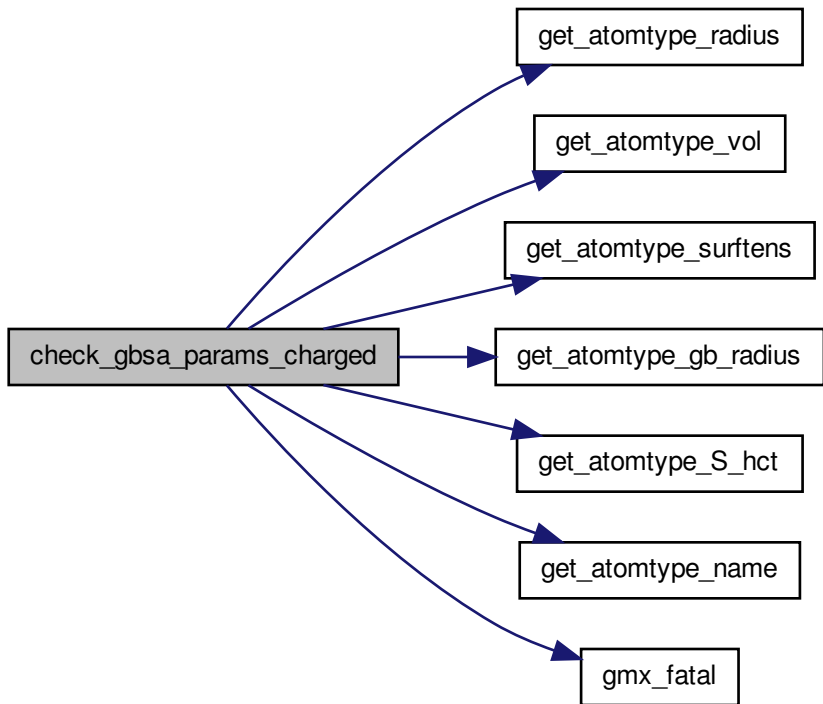 get_atomtype_radius
get_atomtype_vol
get_atomtype_surftens
check_gbsa_params_charged
get_atomtype_gb_radius
get_atomtype_S_hct
get_atomtype_name
gmx_fatal